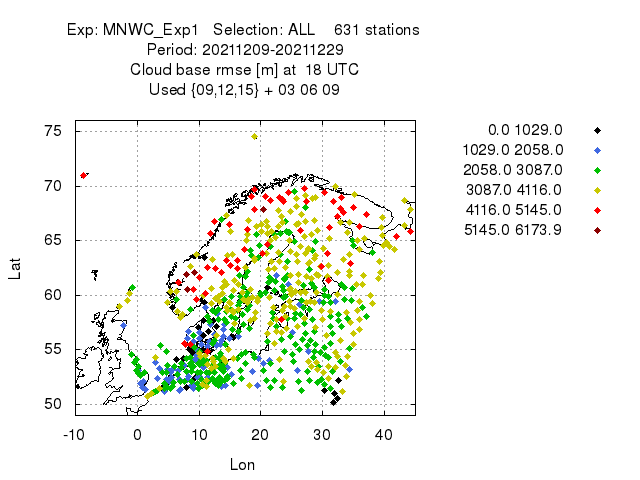 Exp: MNWC_Exp1 Selection: ALL 631 stations
Period: 20211209-20211229
Cloud base rmse [m] at 18 UTC
Used {09,12,15} + 03 06 09
0.0 1029.0
1029.0 2058.0
2058.0 3087.0
3087.0 4116.0
4116.0 5145.0
5145.0 6173.9
75
70
65
60
55
50
Lat
-10 0 10 20 30 40
Lon